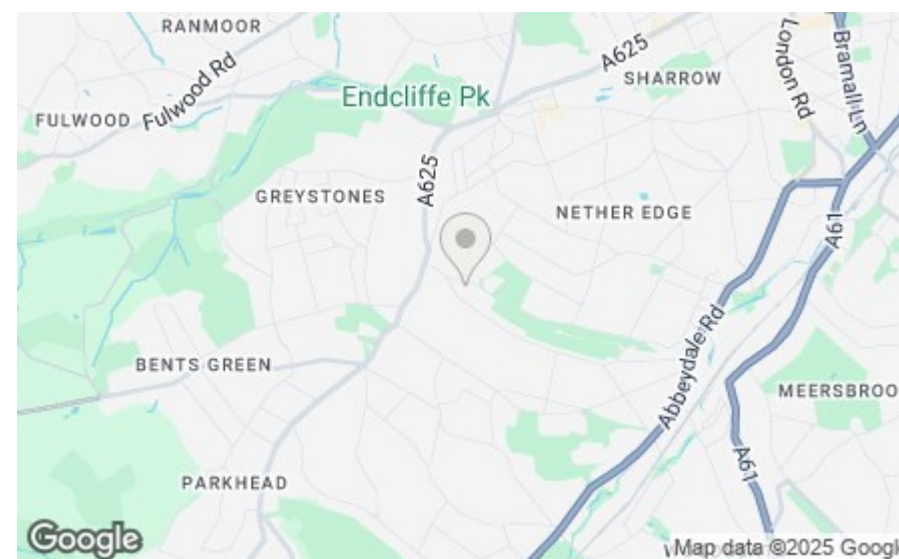 RANMOOR
A625
London Rd
Bramall Ln
SHARROW
Endcliffe Pk
Fulwood Rd
FULWOOD
GREYSTONES
A625
NETHER EDGE
A61
BENTS GREEN
Abbeydale Rd
MEERSBROO
A61
PARKHEAD
Google
Map data ©2025 Googl